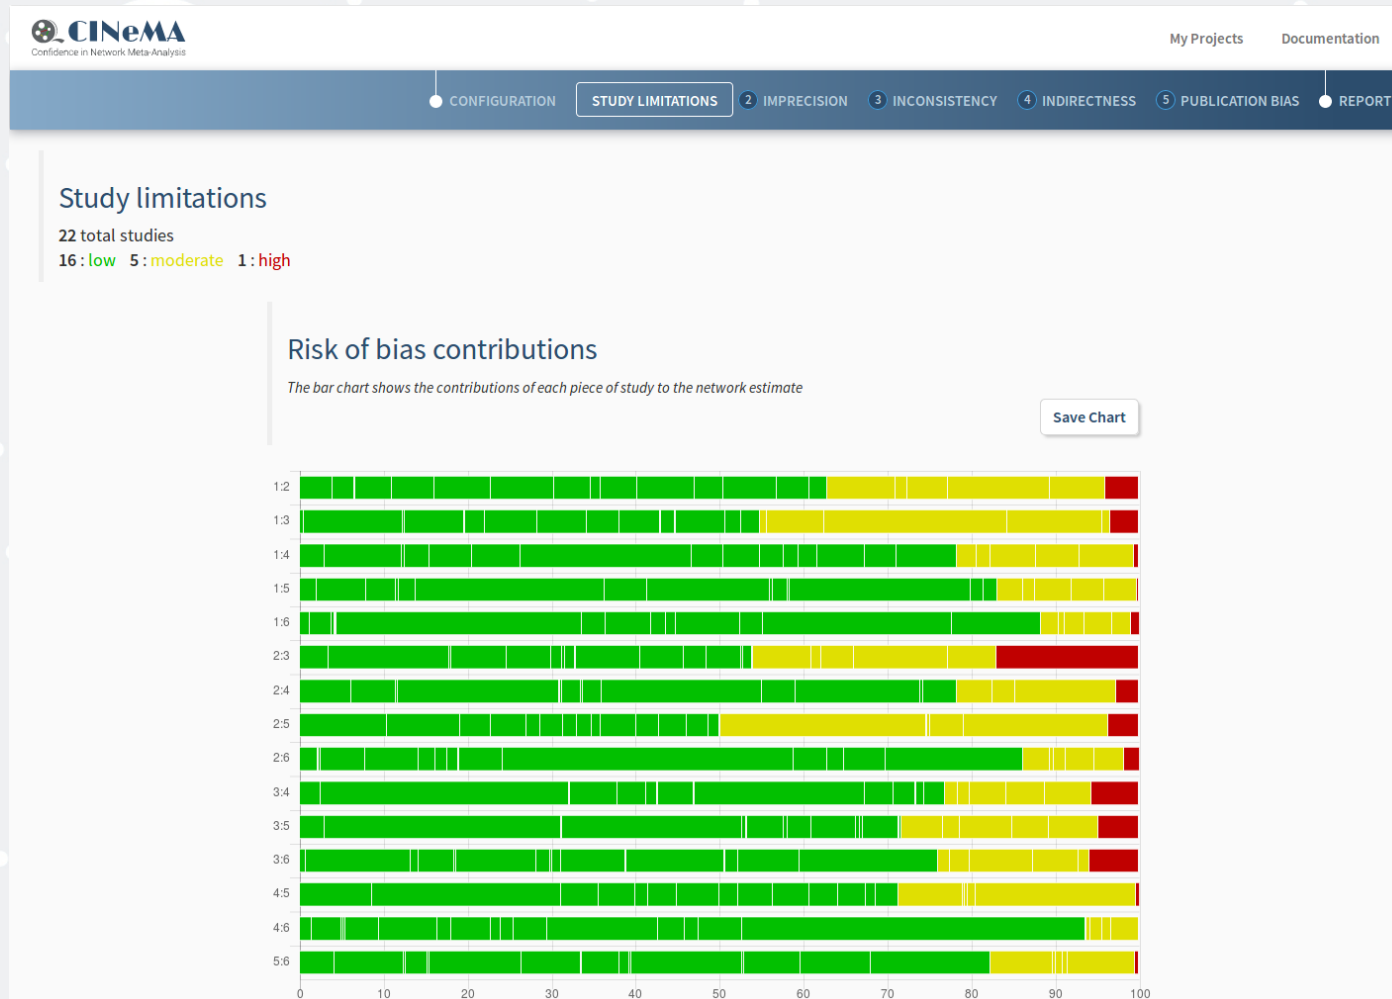 CINeMA
Confidence in Network Meta-Analysis
My Projects Documentation
CONFIGURATION STUDY LIMITATIONS 2 IMPRECISION 3 INCONSISTENCY 4 INDIRECTNESS 5 PUBLICATION BIAS REPORT
Study limitations
22 total studies
16 : low 5 : moderate 1 : high
Risk of bias contributions
The bar chart shows the contributions of each piece of study to the network estimate
Save Chart
1:2
1:3
1:4
1:5
1:6
2:3
2:4
2:5
2:6
3:4
3:5
3:6
4:5
4:6
5:6
0 10 20 30 40 50 60 70 80 90 100